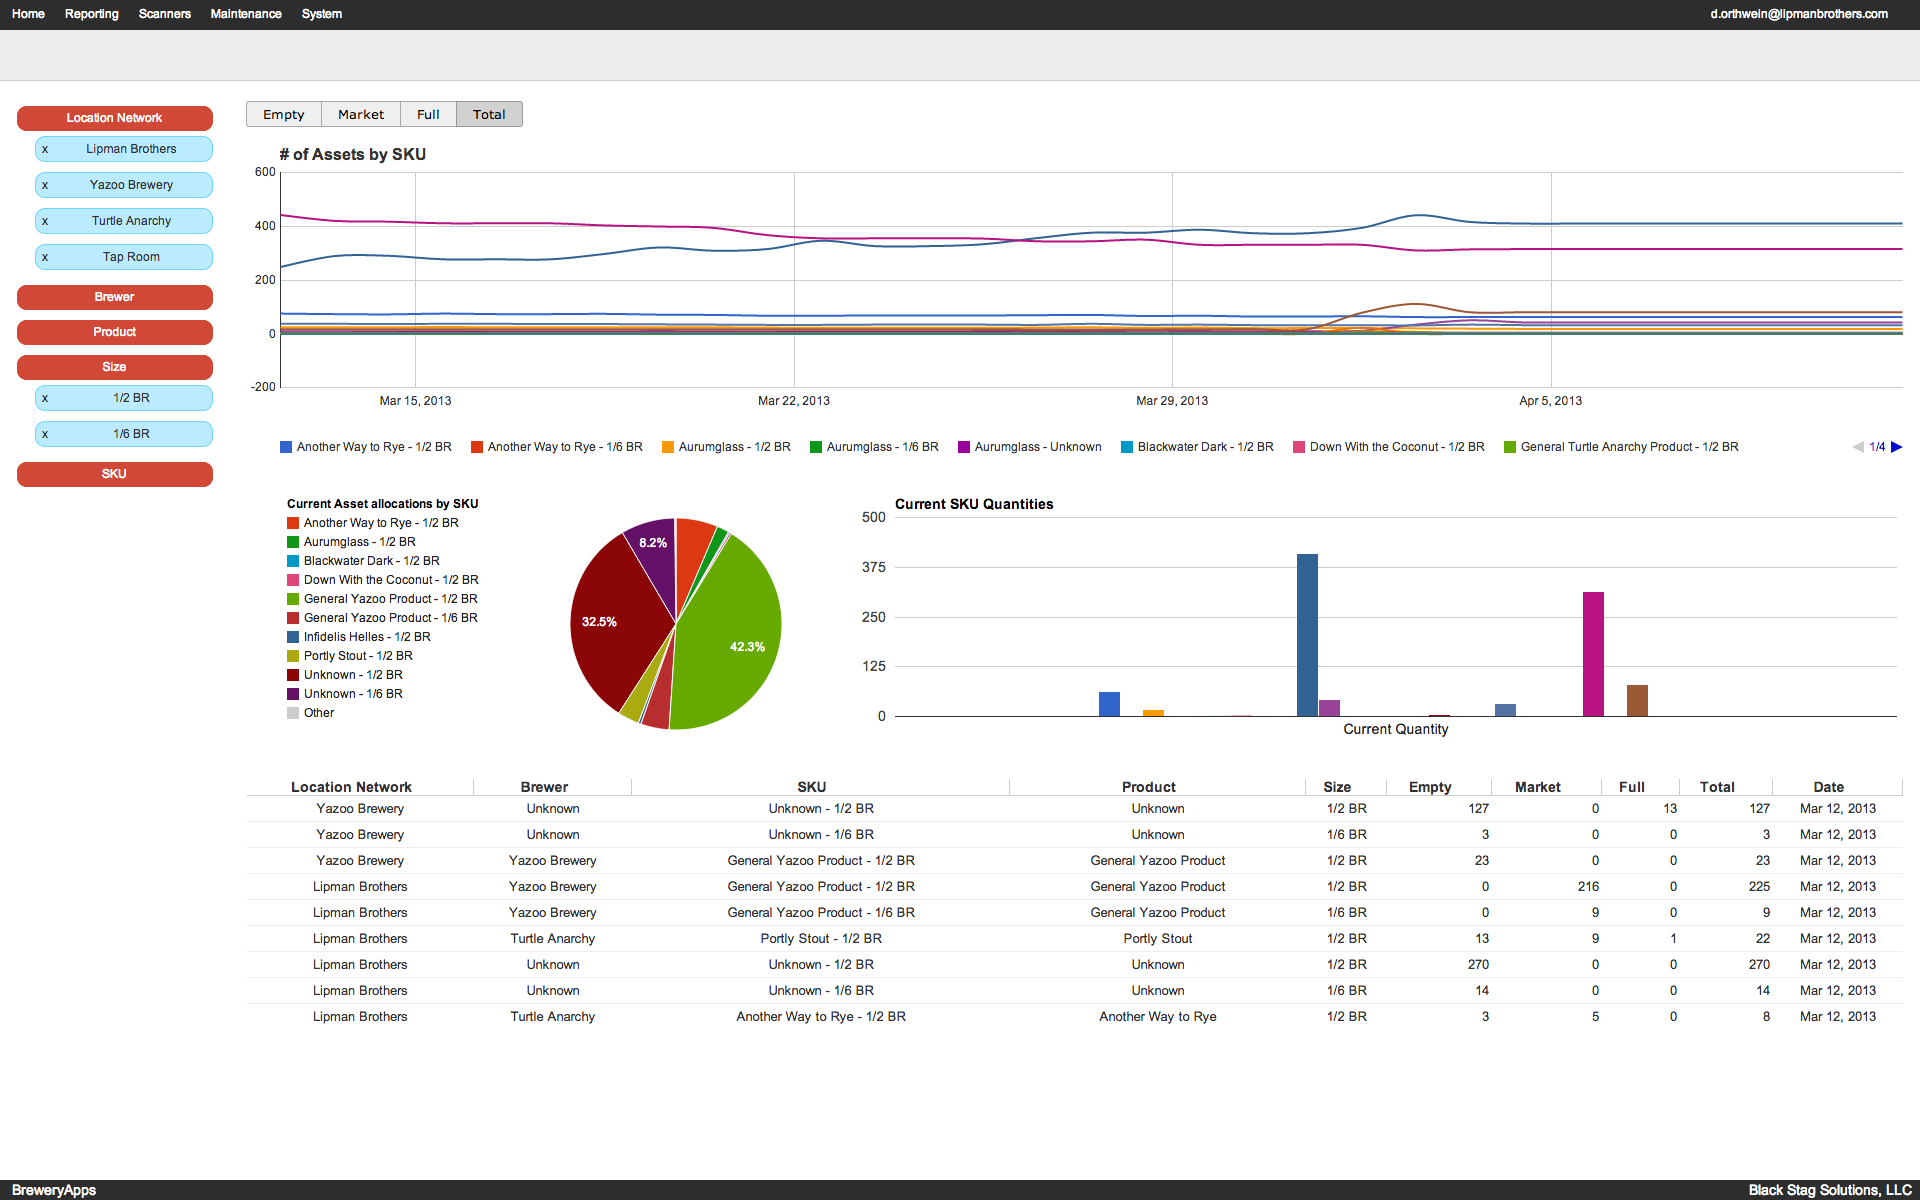 Home Reporting Scanners Maintenance System d.orthwein@lipmanbrothers.com
Location Network
x Lipman Brothers
x Yazoo Brewery
x Turtle Anarchy
x Tap Room
Brewer
Product
Size
x 1/2 BR
x 1/6 BR
SKU
Empty Market Full Total
# of Assets by SKU
600
400
200
0
-200
Mar 15, 2013 Mar 22, 2013 Mar 29, 2013 Apr 5, 2013
Another Way to Rye - 1/2 BR Another Way to Rye - 1/6 BR Aurumglass - 1/2 BR Aurumglass - 1/6 BR Aurumglass - Unknown Blackwater Dark - 1/2 BR Down With the Coconut - 1/2 BR General Turtle Anarchy Product - 1/2 BR 1/4
Current Asset allocations by SKU
Another Way to Rye - 1/2 BR
Aurumglass - 1/2 BR
Blackwater Dark - 1/2 BR
Down With the Coconut - 1/2 BR
General Yazoo Product - 1/2 BR
General Yazoo Product - 1/6 BR
Infidelis Helles - 1/2 BR
Portly Stout - 1/2 BR
Unknown - 1/2 BR
Unknown - 1/6 BR
Other
8.2%
32.5%
42.3%
Current SKU Quantities
500
375
250
125
0
Current Quantity
Location Network Brewer SKU Product Size Empty Market Full Total Date
Yazoo Brewery Unknown Unknown - 1/2 BR Unknown 1/2 BR 127 0 13 127 Mar 12, 2013
Yazoo Brewery Unknown Unknown - 1/6 BR Unknown 1/6 BR 3 0 0 3 Mar 12, 2013
Yazoo Brewery Yazoo Brewery General Yazoo Product - 1/2 BR General Yazoo Product 1/2 BR 23 0 0 23 Mar 12, 2013
Lipman Brothers Yazoo Brewery General Yazoo Product - 1/2 BR General Yazoo Product 1/2 BR 0 216 0 225 Mar 12, 2013
Lipman Brothers Yazoo Brewery General Yazoo Product - 1/6 BR General Yazoo Product 1/6 BR 0 9 0 9 Mar 12, 2013
Lipman Brothers Turtle Anarchy Portly Stout - 1/2 BR Portly Stout 1/2 BR 13 9 1 22 Mar 12, 2013
Lipman Brothers Unknown Unknown - 1/2 BR Unknown 1/2 BR 270 0 0 270 Mar 12, 2013
Lipman Brothers Unknown Unknown - 1/6 BR Unknown 1/6 BR 14 0 0 14 Mar 12, 2013
Lipman Brothers Turtle Anarchy Another Way to Rye - 1/2 BR Another Way to Rye 1/2 BR 3 5 0 8 Mar 12, 2013
BreweryApps Black Stag Solutions, LLC